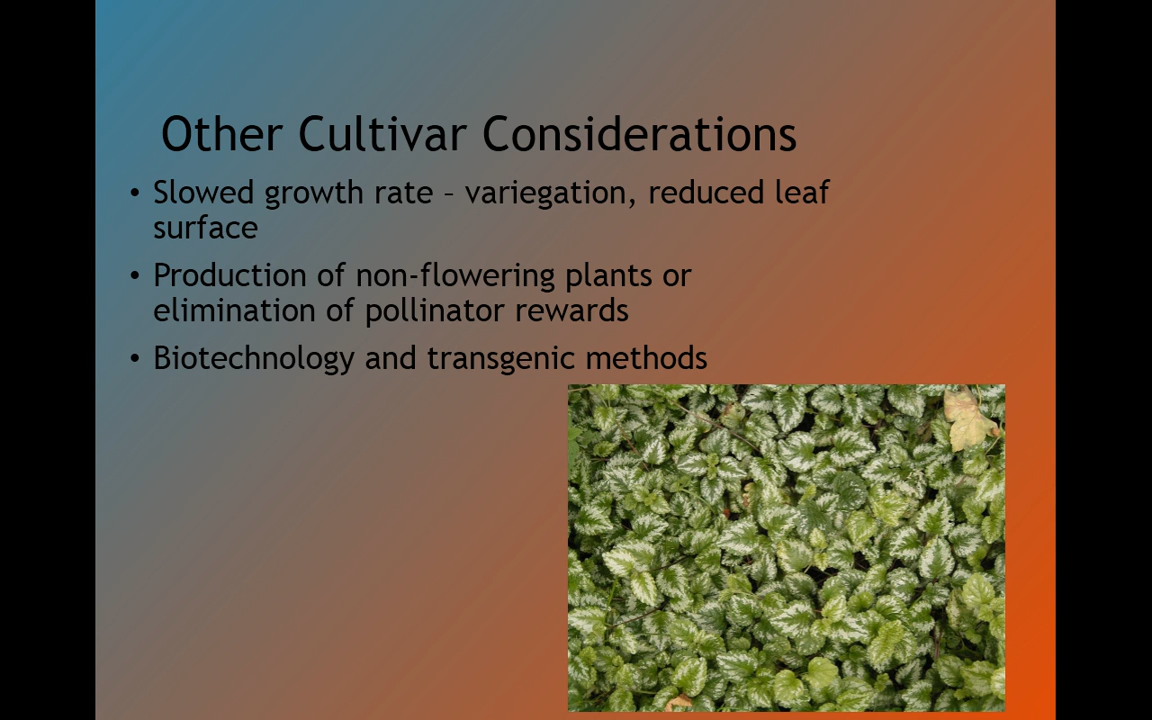 Other Cultivar Considerations
• Slowed growth rate – variegation, reduced leaf
surface
• Production of non-flowering plants or
elimination of pollinator rewards
• Biotechnology and transgenic methods